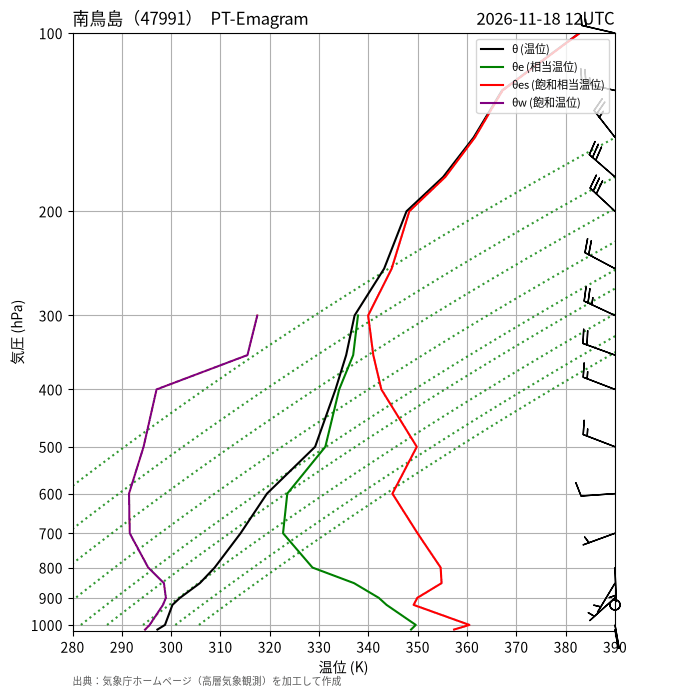 南鳥島（47991） PT-Emagram
2026-11-18 12UTC
θ (温位)
θe (相当温位)
θes (飽和相当温位)
θw (飽和温位)
100
200
300
400
500
600
700
800
900
1000
気圧 (hPa)
280 290 300 310 320 330 340 350 360 370 380 390
温位 (K)
出典：気象庁ホームページ（高層気象観測）を加工して作成